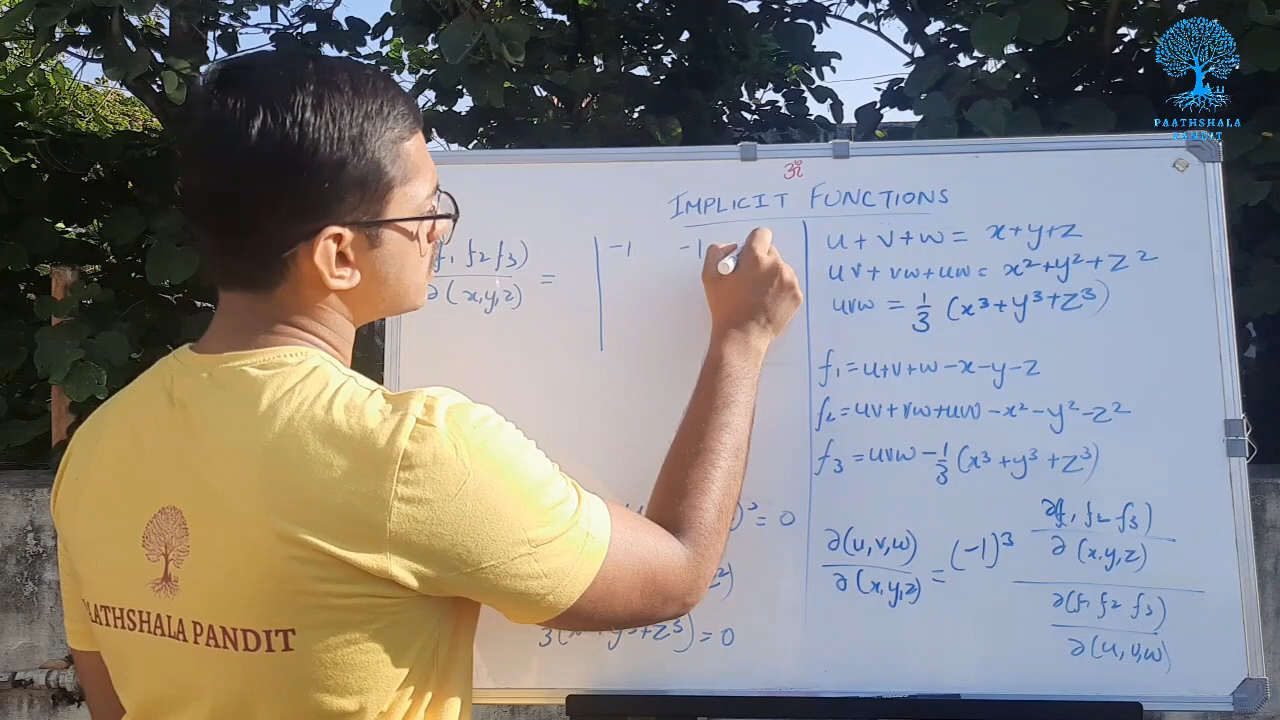 PAATHSHALA
PANDIT
ॐ
IMPLICIT FUNCTIONS
f₁ f₂ f₃)
∂(x,y,z)
=
| -1 -1
u+v+w = x+y+z
uv+vw+uw = x²+y²+z²
uvw = 1/3 (x³+y³+z³)
f₁ = u+v+w-x-y-z
f₂ = uv+vw+uw-x²-y²-z²
f₃ = uvw - 1/3 (x³+y³+z³)
∂(u,v,w)/∂(x,y,z) = (-1)³ ∂(f₁ f₂ f₃)/∂(x,y,z)
∂(f₁ f₂ f₃)/∂(u,v,w)
= 0
z³) = 0
PAATHSHALA PANDIT